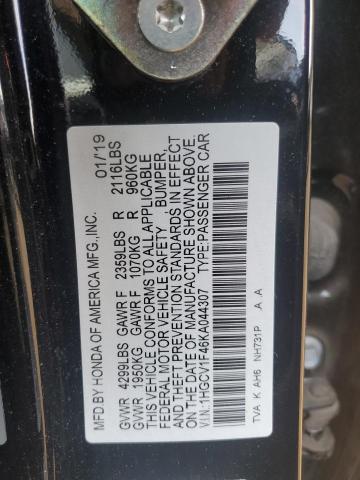 MFD.BY HONDA OF AMERICA MFG.,INC. 01/'19
GVWR 4299LBS GAWR F 2359LBS R 2116LBS
GVWR 1950KG GAWR F 1070KG R 960KG
THIS VEHICLE CONFORMS TO ALL APPLICABLE
FEDERAL MOTOR VEHICLE SAFETY , BUMPER,
AND THEFT PREVENTION STANDARDS IN EFFECT
ON THE DATE OF MANUFACTURE SHOWN ABOVE.
V.I.N.:1HGCV1F46KA044307 TYPE:PASSENGER CAR
TVA K AH6 NH731P A A